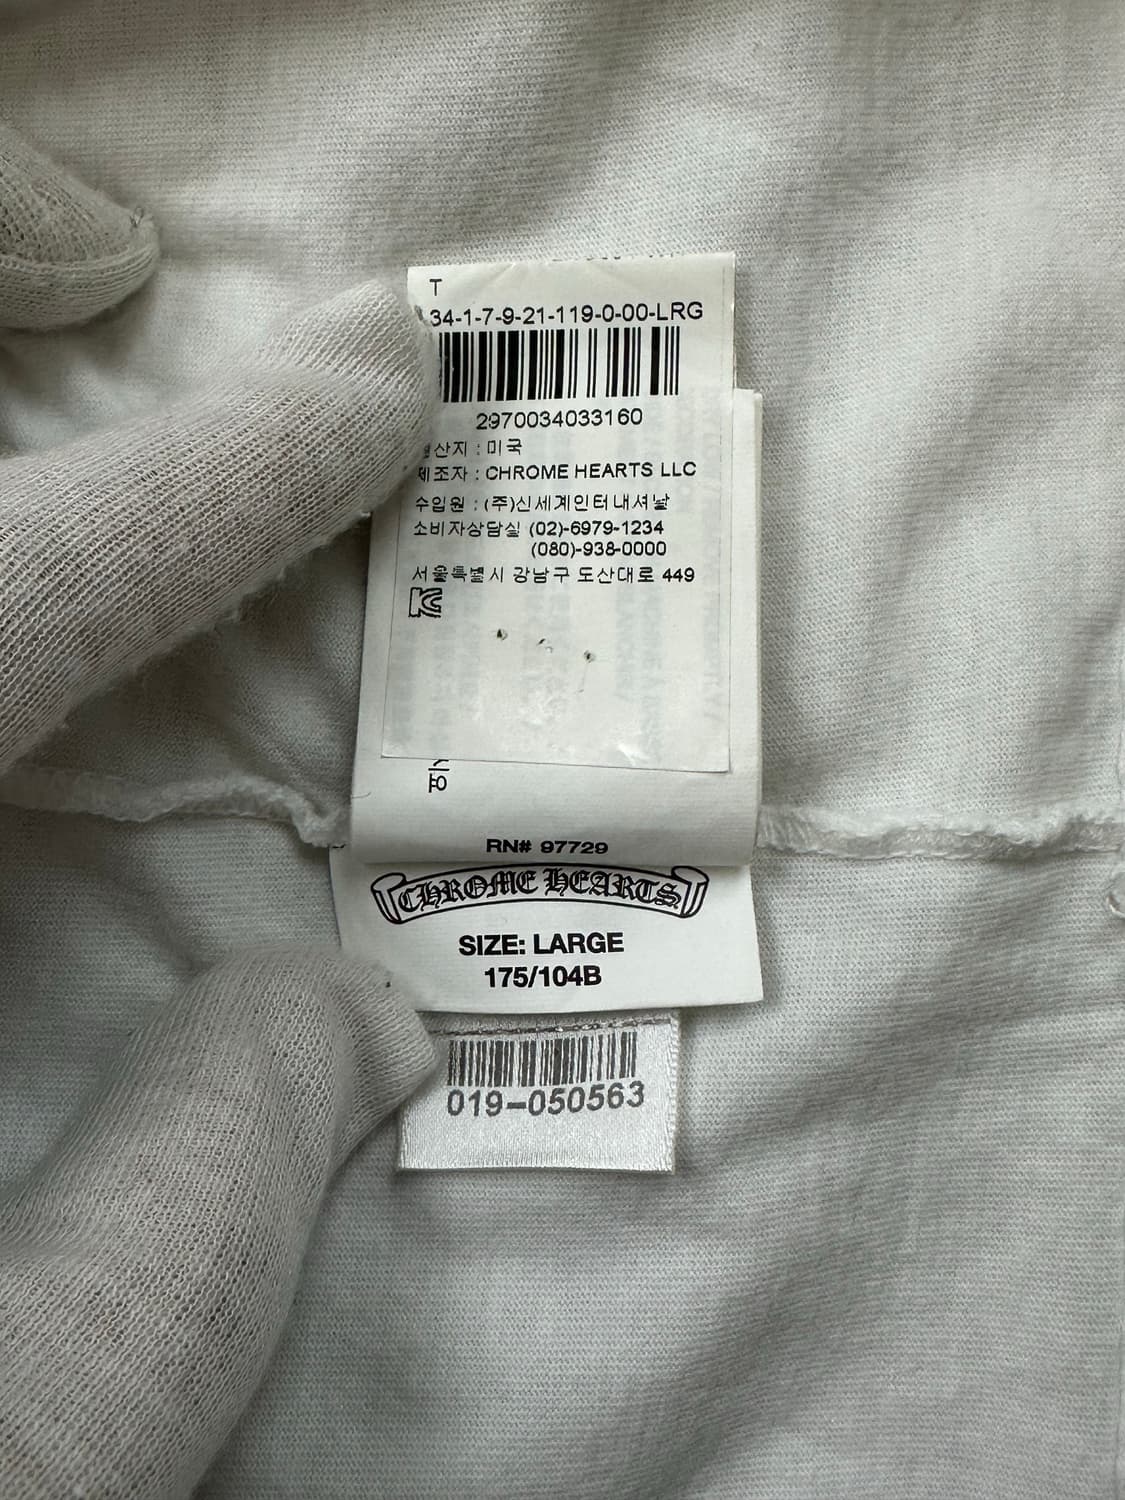 T
34-1-7-9-21-119-0-00-LRG
2970034033160
원산지 : 미국
제조자 : CHROME HEARTS LLC
수입원 : (주)신세계인터내셔날
소비자상담실 (02)-6979-1234
(080)-938-0000
서울특별시 강남구 도산대로 449
RN# 97729
CHROME HEARTS
SIZE: LARGE
175/104B
019-050563